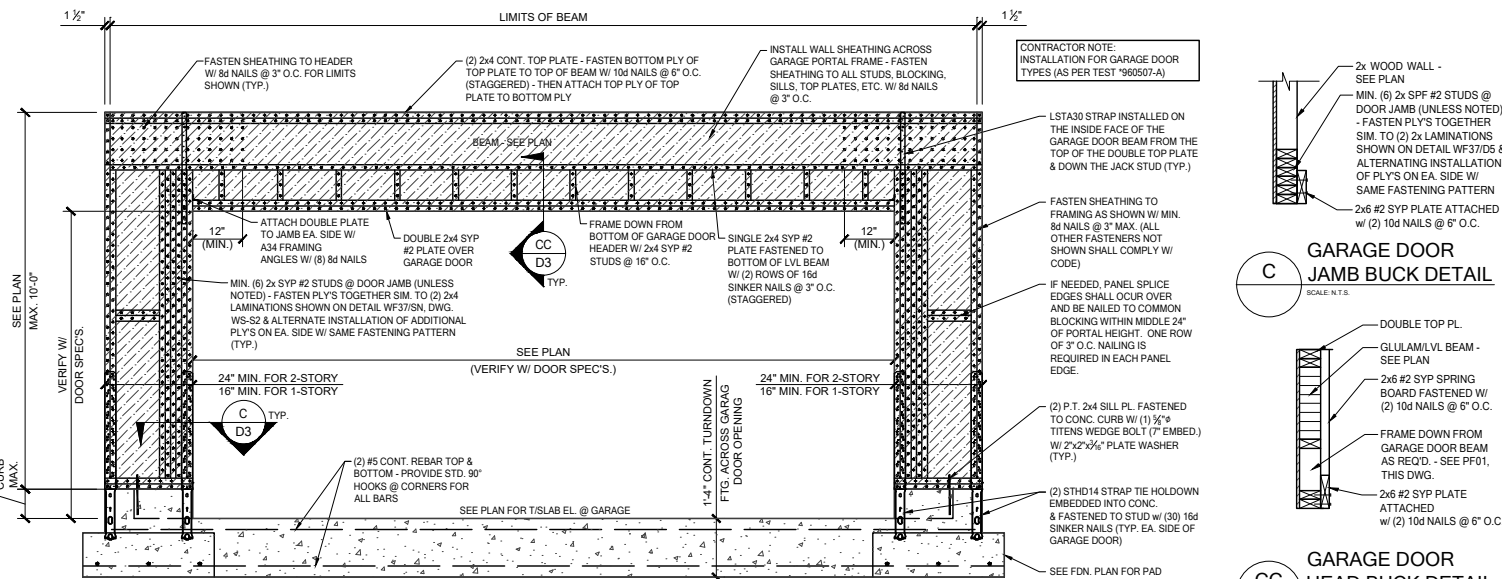 1 ½"
LIMITS OF BEAM
1 ½"
FASTEN SHEATHING TO HEADER
W/ 8d NAILS @ 3" O.C. FOR LIMITS
SHOWN (TYP.)
(2) 2x4 CONT. TOP PLATE - FASTEN BOTTOM PLY OF
TOP PLATE TO TOP OF BEAM W/ 10d NAILS @ 6" O.C.
(STAGGERED) - THEN ATTACH TOP PLY OF TOP
PLATE TO BOTTOM PLY
INSTALL WALL SHEATHING ACROSS
GARAGE PORTAL FRAME - FASTEN
SHEATHING TO ALL STUDS, BLOCKING,
SILLS, TOP PLATES, ETC. W/ 8d NAILS
@ 3" O.C.
CONTRACTOR NOTE:
INSTALLATION FOR GARAGE DOOR
TYPES (AS PER TEST "960507-A)
BEAM - SEE PLAN
LSTA30 STRAP INSTALLED ON
THE INSIDE FACE OF THE
GARAGE DOOR BEAM FROM THE
TOP OF THE DOUBLE TOP PLATE
& DOWN THE JACK STUD (TYP.)
FASTEN SHEATHING TO
FRAMING AS SHOWN W/ MIN.
8d NAILS @ 3" MAX. (ALL
OTHER FASTENERS NOT
SHOWN SHALL COMPLY W/
CODE)
IF NEEDED, PANEL SPLICE
EDGES SHALL OCUR OVER
AND BE NAILED TO COMMON
BLOCKING WITHIN MIDDLE 24"
OF PORTAL HEIGHT. ONE ROW
OF 3" O.C. NAILING IS
REQUIRED IN EACH PANEL
EDGE.
(2) P.T. 2x4 SILL PL. FASTENED
TO CONC. CURB W/ (1) ⅝"ø
TITENS WEDGE BOLT (7" EMBED.)
W/ 2"x2"x3⁄16" PLATE WASHER
(TYP.)
(2) STHD14 STRAP TIE HOLDOWN
EMBEDDED INTO CONC.
& FASTENED TO STUD w/ (30) 16d
SINKER NAILS (TYP. EA. SIDE OF
GARAGE DOOR)
SEE FDN. PLAN FOR PAD
SEE PLAN
MAX. 10'-0"
VERIFY W/
DOOR SPEC'S.
CURB
MAX.
12"
(MIN.)
ATTACH DOUBLE PLATE
TO JAMB EA. SIDE W/
A34 FRAMING
ANGLES W/ (8) 8d NAILS
DOUBLE 2x4 SYP
#2 PLATE OVER
GARAGE DOOR
CC
D3
TYP.
FRAME DOWN FROM
BOTTOM OF GARAGE DOOR
HEADER W/ 2x4 SYP #2
STUDS @ 16" O.C.
SINGLE 2x4 SYP #2
PLATE FASTENED TO
BOTTOM OF LVL BEAM
W/ (2) ROWS OF 16d
SINKER NAILS @ 3" O.C.
(STAGGERED)
12"
(MIN.)
MIN. (6) 2x SYP #2 STUDS @ DOOR JAMB (UNLESS
NOTED) - FASTEN PLY'S TOGETHER SIM. TO (2) 2x4
LAMINATIONS SHOWN ON DETAIL WF37/SN, DWG.
WS-S2 & ALTERNATE INSTALLATION OF ADDITIONAL
PLY'S ON EA. SIDE W/ SAME FASTENING PATTERN
(TYP.)
SEE PLAN
(VERIFY W/ DOOR SPEC'S.)
24" MIN. FOR 2-STORY
16" MIN. FOR 1-STORY
24" MIN. FOR 2-STORY
16" MIN. FOR 1-STORY
C
D3
TYP.
(2) #5 CONT. REBAR TOP &
BOTTOM - PROVIDE STD. 90°
HOOKS @ CORNERS FOR
ALL BARS
1'-4" CONT. TURNDOWN
FTG. ACROSS GARAG
DOOR OPENING
SEE PLAN FOR T/SLAB EL. @ GARAGE
2x WOOD WALL -
SEE PLAN
MIN. (6) 2x SPF #2 STUDS @
DOOR JAMB (UNLESS NOTED)
- FASTEN PLY'S TOGETHER
SIM. TO (2) 2x LAMINATIONS
SHOWN ON DETAIL WF37/D5 &
ALTERNATING INSTALLATION
OF PLY'S ON EA. SIDE W/
SAME FASTENING PATTERN
2x6 #2 SYP PLATE ATTACHED
w/ (2) 10d NAILS @ 6" O.C.
C
GARAGE DOOR
JAMB BUCK DETAIL
SCALE: N.T.S.
DOUBLE TOP PL.
GLULAM/LVL BEAM -
SEE PLAN
2x6 #2 SYP SPRING
BOARD FASTENED W/
(2) 10d NAILS @ 6" O.C.
FRAME DOWN FROM
GARAGE DOOR BEAM
AS REQ'D. - SEE PF01,
THIS DWG.
2x6 #2 SYP PLATE
ATTACHED
w/ (2) 10d NAILS @ 6" O.C
CC
GARAGE DOOR
HEAD BUCK DETAIL